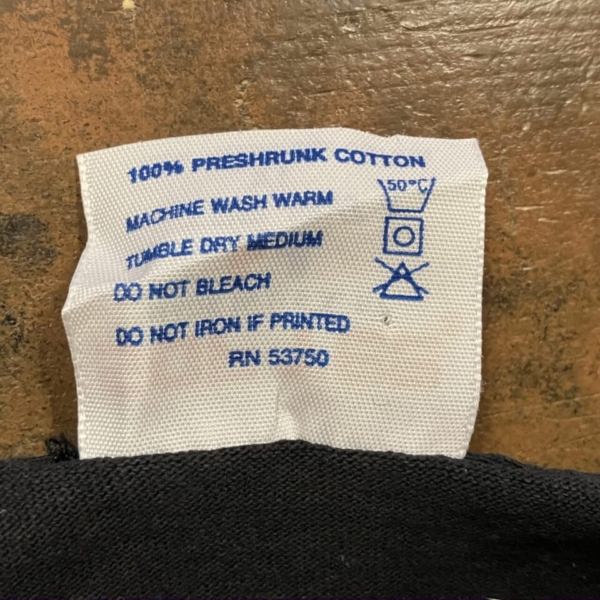 100% PRESHRUNK COTTON
50°C
MACHINE WASH WARM
TUMBLE DRY MEDIUM
DO NOT BLEACH
DO NOT IRON IF PRINTED
RN 53750